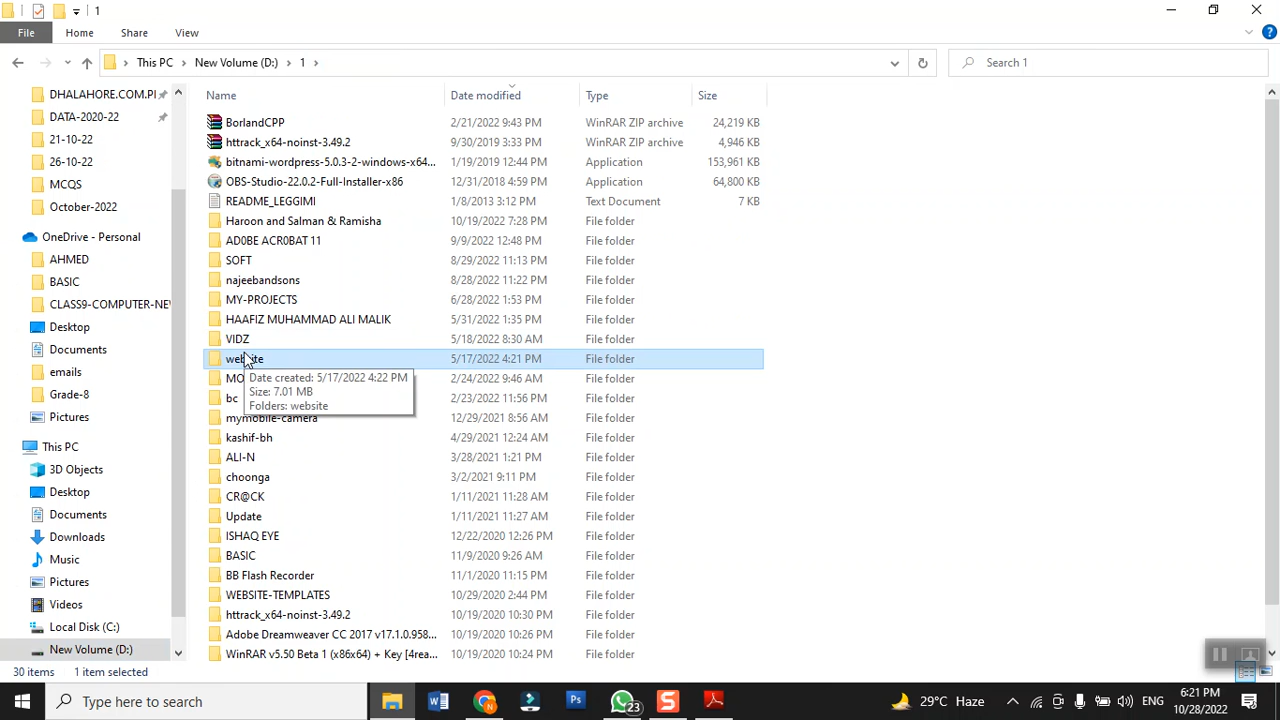 1
File Home Share View
This PC New Volume (D:) 1 Search 1
DHALAHORE.COM.PI
DATA-2020-22
21-10-22
26-10-22
MCQS
October-2022
OneDrive - Personal
AHMED
BASIC
CLASS9-COMPUTER-NEV
Desktop
Documents
emails
Grade-8
Pictures
This PC
3D Objects
Desktop
Documents
Downloads
Music
Pictures
Videos
Local Disk (C:)
New Volume (D:)
Name Date modified Type Size
BorlandCPP 2/21/2022 9:43 PM WinRAR ZIP archive 24,219 KB
httrack_x64-noinst-3.49.2 9/30/2019 3:33 PM WinRAR ZIP archive 4,946 KB
bitnami-wordpress-5.0.3-2-windows-x64... 1/19/2019 12:44 PM Application 153,961 KB
OBS-Studio-22.0.2-Full-Installer-x86 12/31/2018 4:59 PM Application 64,800 KB
README_LEGGIMI 1/8/2013 3:12 PM Text Document 7 KB
Haroon and Salman & Ramisha 10/19/2022 7:28 PM File folder
AD0BE ACR0BAT 11 9/9/2022 12:48 PM File folder
SOFT 8/29/2022 11:13 PM File folder
najeebandsons 8/28/2022 11:22 PM File folder
MY-PROJECTS 6/28/2022 1:53 PM File folder
HAAFIZ MUHAMMAD ALI MALIK 5/31/2022 1:35 PM File folder
VIDZ 5/18/2022 8:30 AM File folder
website 5/17/2022 4:21 PM File folder
MO 2/24/2022 9:46 AM File folder
bc 2/23/2022 11:56 PM File folder
mymobile-camera 12/29/2021 8:56 AM File folder
kashif-bh 4/29/2021 12:24 AM File folder
ALI-N 3/28/2021 1:21 PM File folder
choonga 3/2/2021 9:11 PM File folder
CR@CK 1/11/2021 11:28 AM File folder
Update 1/11/2021 11:27 AM File folder
ISHAQ EYE 12/22/2020 12:26 PM File folder
BASIC 11/9/2020 9:26 AM File folder
BB Flash Recorder 11/1/2020 11:15 PM File folder
WEBSITE-TEMPLATES 10/29/2020 2:44 PM File folder
httrack_x64-noinst-3.49.2 10/19/2020 10:30 PM File folder
Adobe Dreamweaver CC 2017 v17.1.0.958... 10/19/2020 10:26 PM File folder
WinRAR v5.50 Beta 1 (x86x64) + Key [4rea... 10/19/2020 10:24 PM File folder
Date created: 5/17/2022 4:22 PM
Size: 7.01 MB
Folders: website
30 items 1 item selected
Type here to search 23 29°C Haze ENG 6:21 PM
10/28/2022